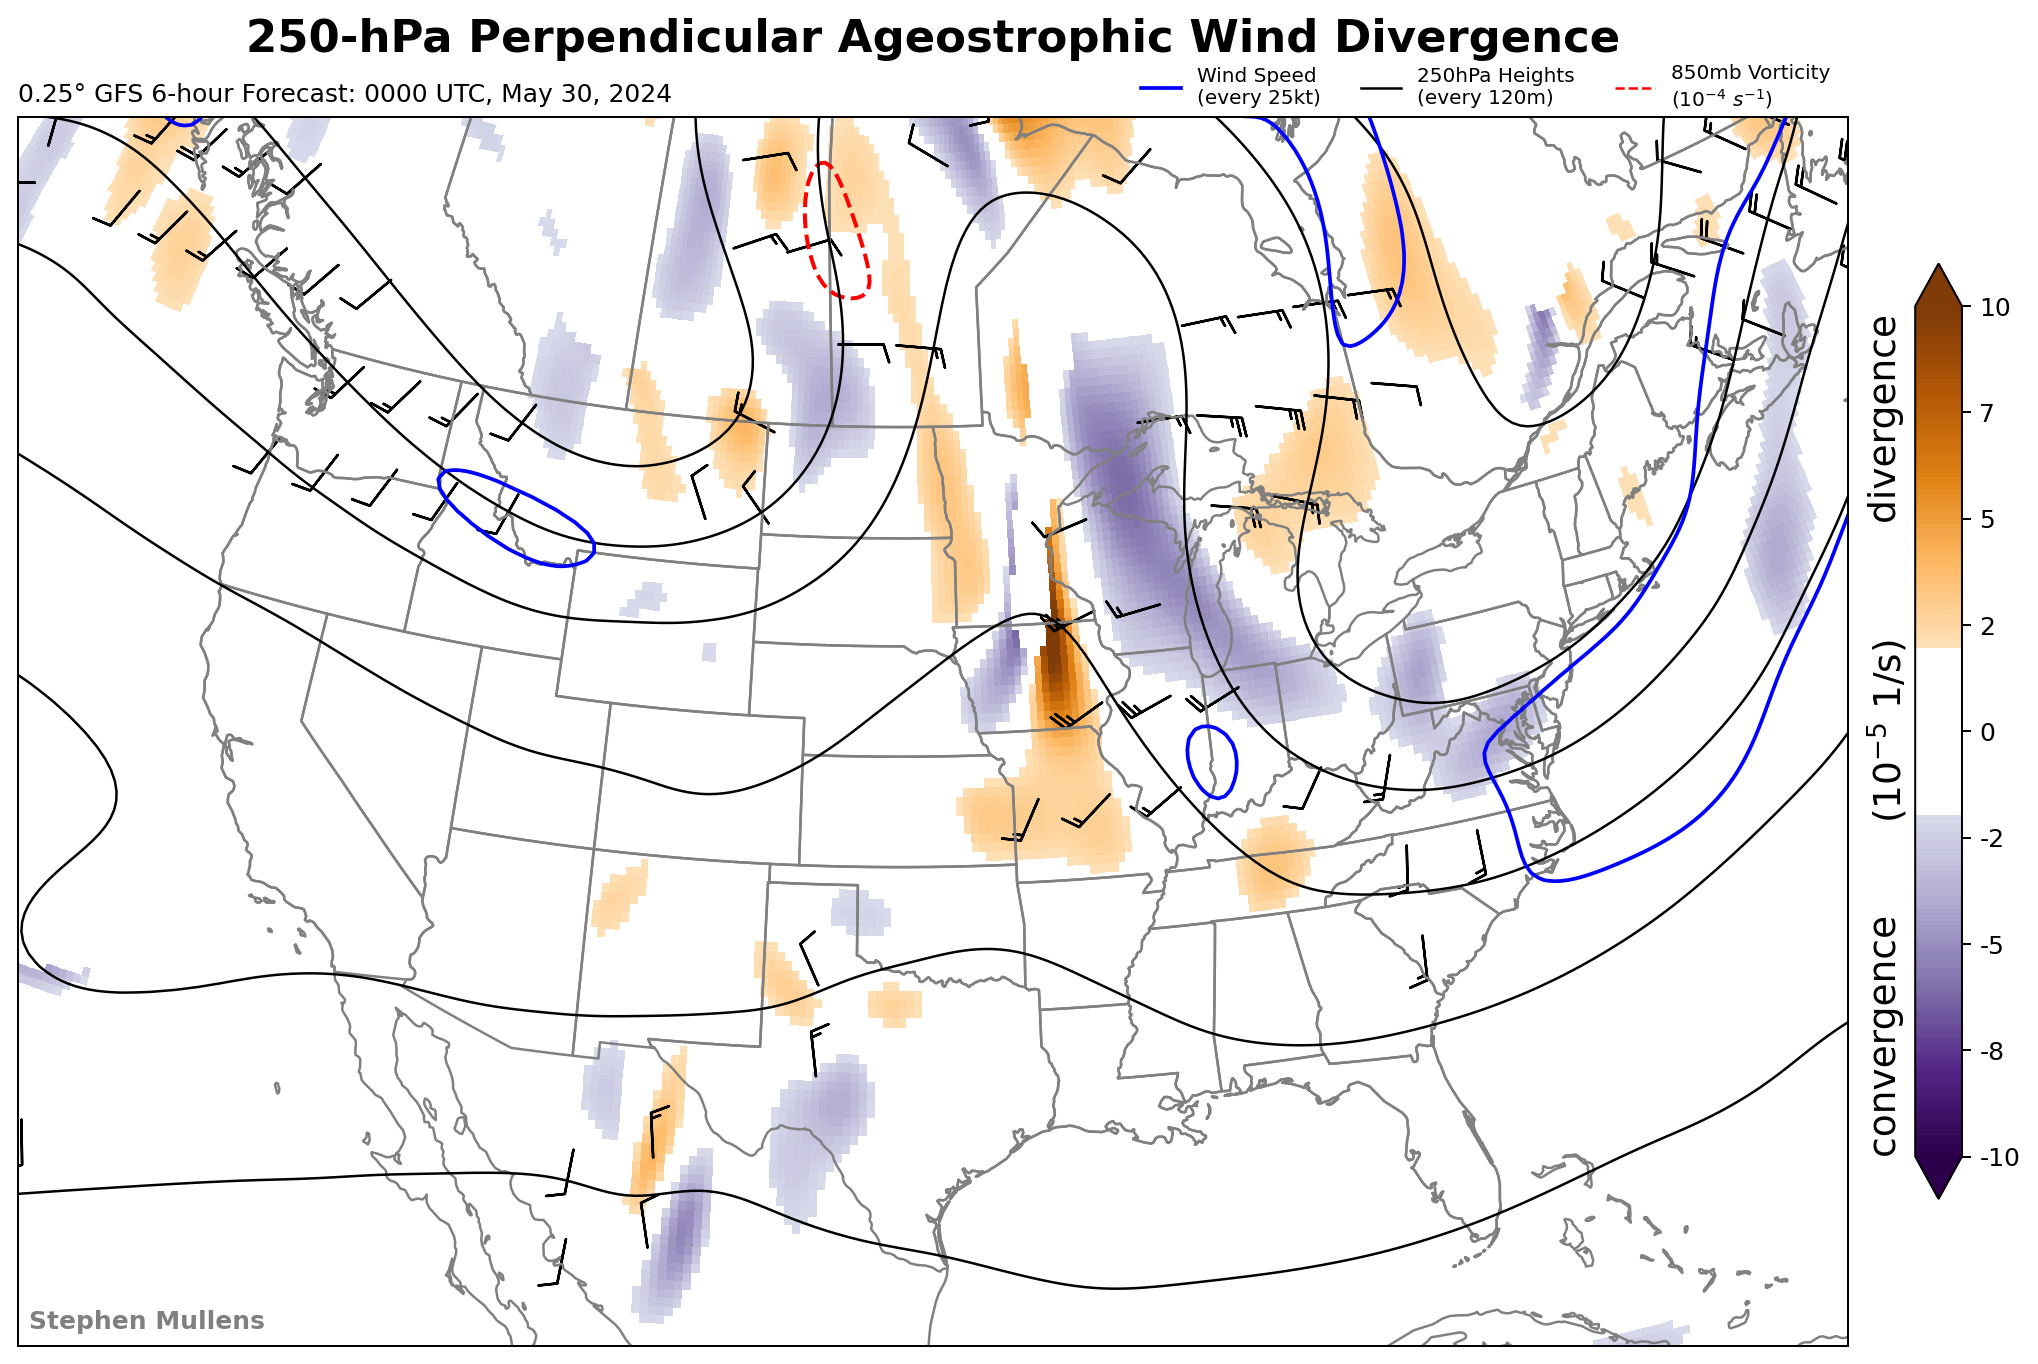 250-hPa Perpendicular Ageostrophic Wind Divergence
0.25° GFS 6-hour Forecast: 0000 UTC, May 30, 2024
Wind Speed
(every 25kt)
250hPa Heights
(every 120m)
850mb Vorticity
(10⁻⁴ s⁻¹)
10
7
5
2
0
-2
-5
-8
-10
convergence (10⁻⁵ 1/s) divergence
Stephen Mullens